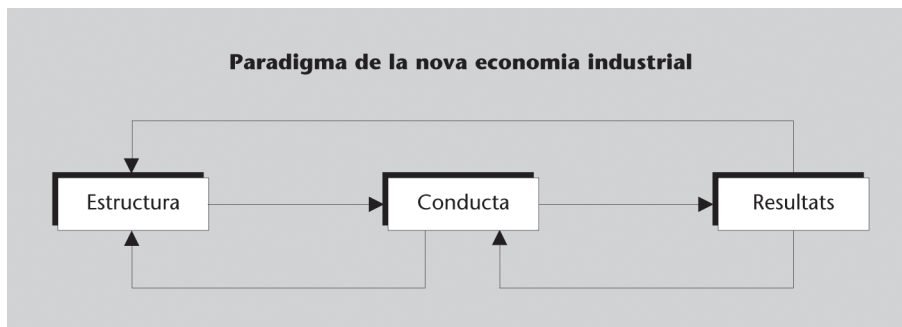 Paradigma de la nova economia industrial
Estructura
Conducta
Resultats